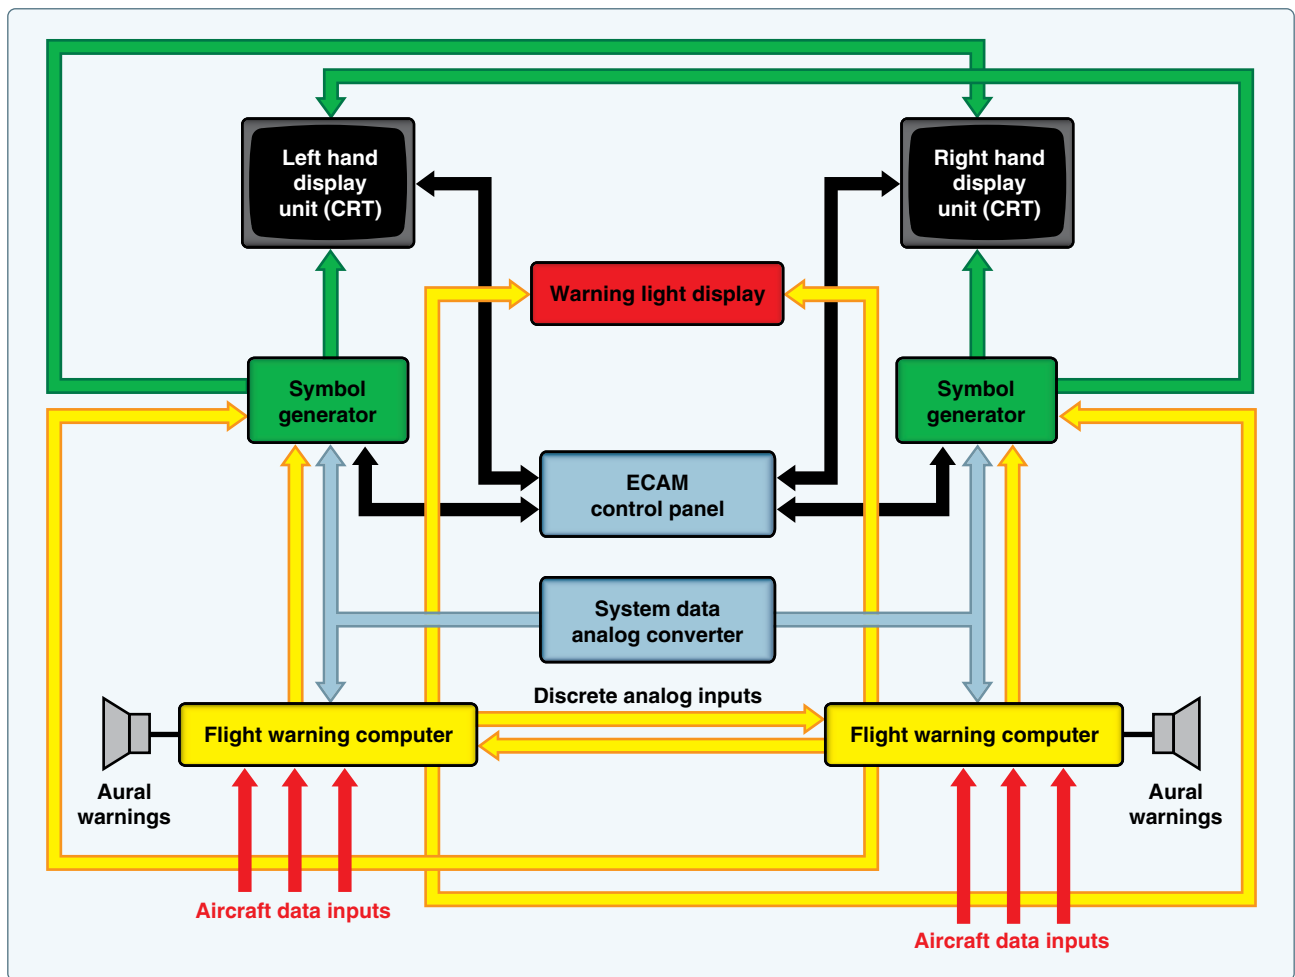 Left hand
display
unit (CRT)
Right hand
display
unit (CRT)
Warning light display
Symbol
generator
Symbol
generator
ECAM
control panel
System data
analog converter
Discrete analog inputs
Flight warning computer
Flight warning computer
Aural
warnings
Aural
warnings
Aircraft data inputs
Aircraft data inputs